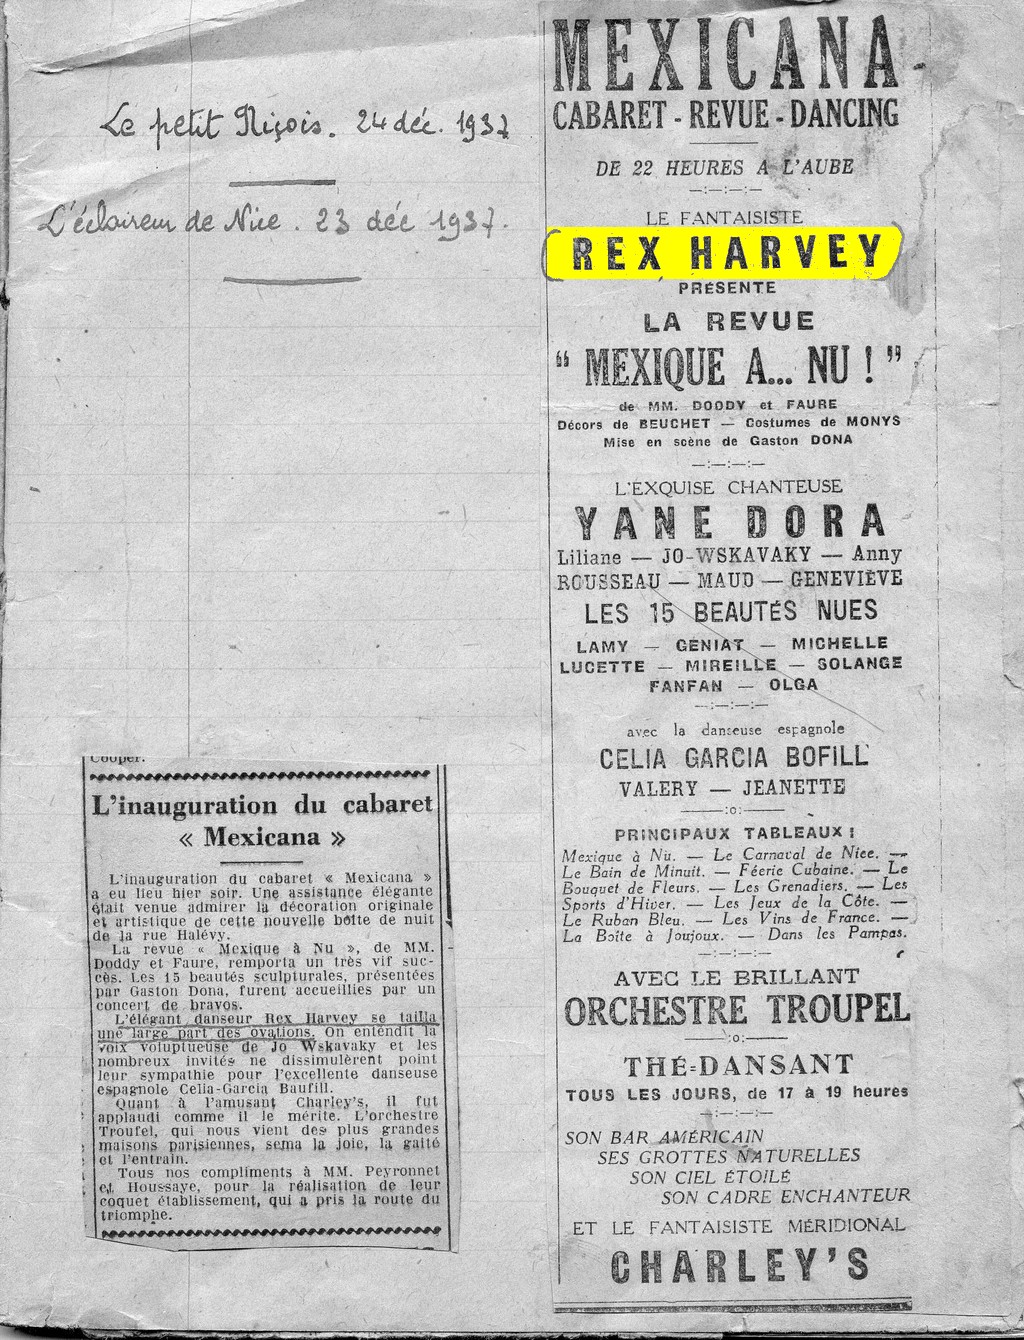 Le petit Niçois. 24 déc. 1937
L'éclaireur de Nice. 23 déc 1937.
Cooper.
L'inauguration du cabaret
« Mexicana »
L'inauguration du cabaret « Mexicana »
a eu lieu hier soir. Une assistance élégante
était venue admirer la décoration originale
et artistique de cette nouvelle boîte de nuit
de la rue Halévy.
La revue « Mexique à Nu », de MM.
Doddy et Faure, remporta un très vif suc-
cès. Les 15 beautés sculpturales, présentées
par Gaston Dona, furent accueillies par un
concert de bravos.
L'élégant danseur Rex Harvey se tailla
une large part des ovations. On entendit la
voix voluptueuse de Jo Wskavaky et les
nombreux invités ne dissimulèrent point
leur sympathie pour l'excellente danseuse
espagnole Celia-Garcia Baufill.
Quant à l'amusant Charley's, il fut
applaudi comme il le mérite. L'orchestre
Troufel, qui nous vient des plus grandes
maisons parisiennes, sema la joie, la gaîté
et l'entrain.
Tous nos compliments à MM. Peyronnet
et Houssaye, pour la réalisation de leur
coquet établissement, qui a pris la route du
triomphe.
MEXICANA
CABARET - REVUE - DANCING
DE 22 HEURES A L'AUBE
LE FANTAISISTE
REX HARVEY
PRÉSENTE
LA REVUE
“ MEXIQUE A... NU ! ”
de MM. DODDY et FAURE
Décors de BEUCHET — Costumes de MONYS
Mise en scène de Gaston DONA
L'EXQUISE CHANTEUSE
YANE DORA
Liliane — JO-WSKAVAKY — Anny
ROUSSEAU — MAUD — GENEVIÈVE
LES 15 BEAUTÉS NUES
LAMY — GENIAT — MICHELLE
LUCETTE — MIREILLE — SOLANGE
FANFAN — OLGA
avec la danseuse espagnole
CELIA GARCIA BOFILL
VALERY — JEANETTE
PRINCIPAUX TABLEAUX :
Mexique à Nu. — Le Carnaval de Nice. —
Le Bain de Minuit. — Féerie Cubaine. — Le
Bouquet de Fleurs. — Les Grenadiers. — Les
Sports d'Hiver. — Les Jeux de la Côte. —
Le Ruban Bleu. — Les Vins de France. —
La Boîte à Joujoux. — Dans les Pampas.
AVEC LE BRILLANT
ORCHESTRE TROUPEL
THÉ-DANSANT
TOUS LES JOURS, de 17 à 19 heures
SON BAR AMÉRICAIN
SES GROTTES NATURELLES
SON CIEL ÉTOILÉ
SON CADRE ENCHANTEUR
ET LE FANTAISISTE MÉRIDIONAL
CHARLEY'S